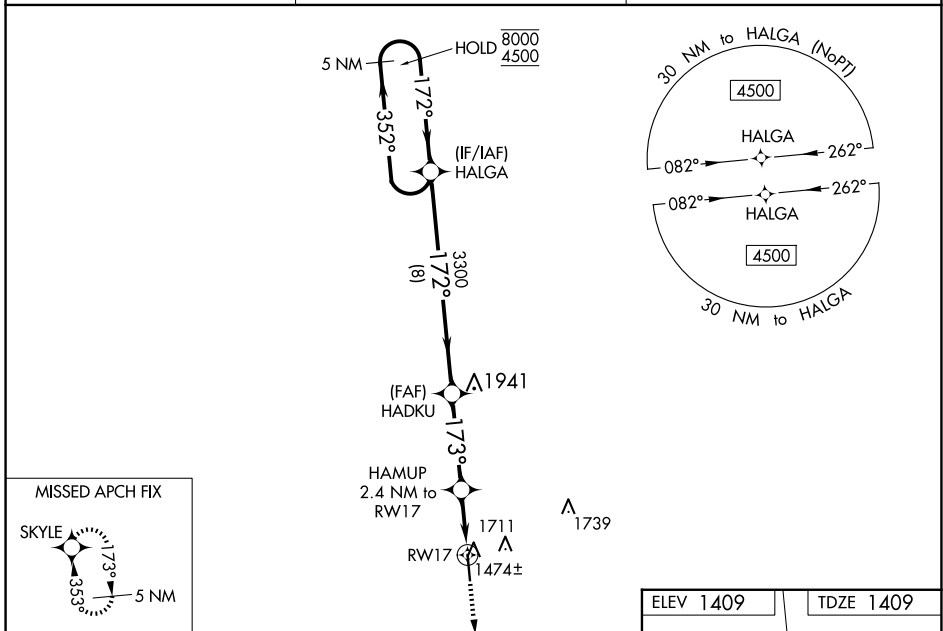 HOLD 8000
4500
5 NM
172°
352°
(IF/IAF)
HALGA
3300
172°
(8)
(FAF)
HADKU
1941
173°
HAMUP
2.4 NM to
RW17
1711
1739
RW17
1474±
30 NM to HALGA (NoPT)
4500
HALGA
082°
262°
082°
262°
HALGA
4500
30 NM to HALGA
MISSED APCH FIX
SKYLE
173°
353°
5 NM
ELEV 1409
TDZE 1409